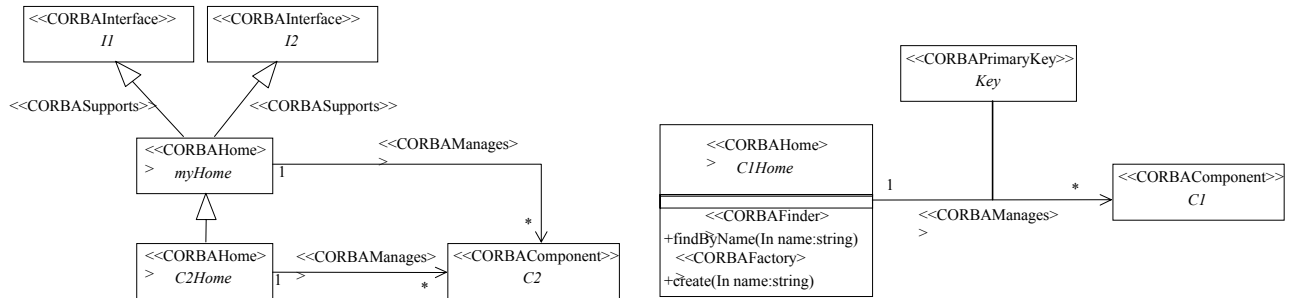 <<CORBAInterface>>
I1
<<CORBAInterface>>
I2
<<CORBASupports>>
<<CORBASupports>>
<<CORBAHome>
>
myHome
<<CORBAManages>
>
1
*
<<CORBAHome>
>
C2Home
<<CORBAManages>
>
1
*
<<CORBAComponent>>
C2
<<CORBAPrimaryKey>>
Key
<<CORBAHome>
>
C1Home
<<CORBAFinder>
>
+findByName(In name:string)
<<CORBAFactory>
>
+create(In name:string)
1
*
<<CORBAManages>
>
<<CORBAComponent>>
C1